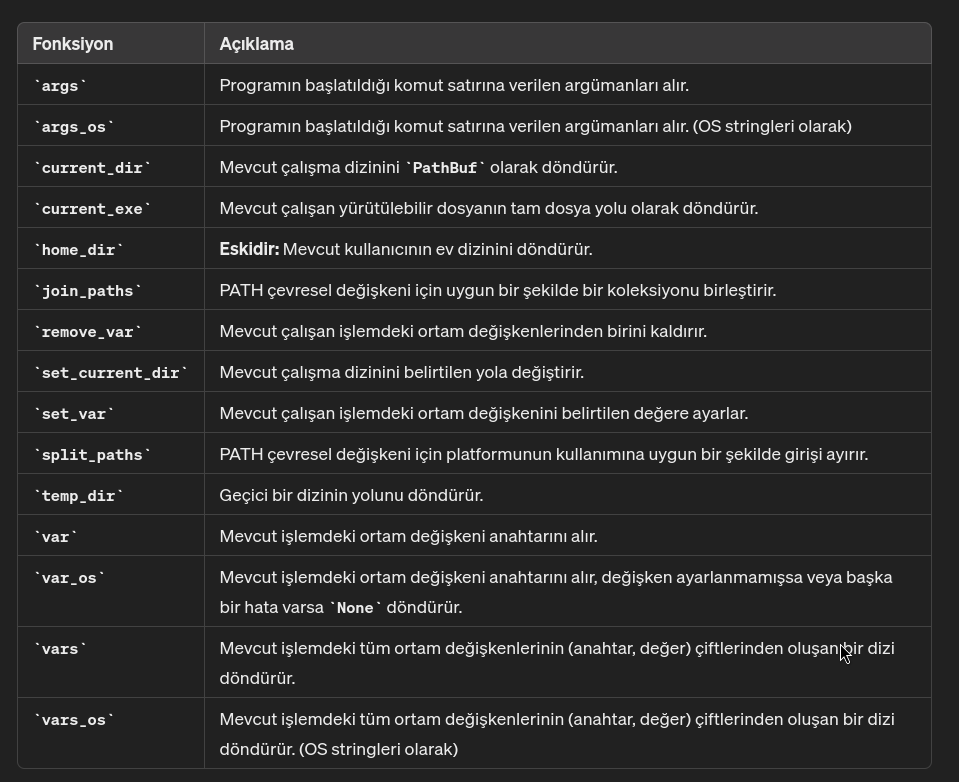 Fonksiyon Açıklama
`args` Programın başlatıldığı komut satırına verilen argümanları alır.
`args_os` Programın başlatıldığı komut satırına verilen argümanları alır. (OS stringleri olarak)
`current_dir` Mevcut çalışma dizinini `PathBuf` olarak döndürür.
`current_exe` Mevcut çalışan yürütülebilir dosyanın tam dosya yolu olarak döndürür.
`home_dir` Eskidir: Mevcut kullanıcının ev dizinini döndürür.
`join_paths` PATH çevresel değişkeni için uygun bir şekilde bir koleksiyonu birleştirir.
`remove_var` Mevcut çalışan işlemdeki ortam değişkenlerinden birini kaldırır.
`set_current_dir` Mevcut çalışma dizinini belirtilen yola değiştirir.
`set_var` Mevcut çalışan işlemdeki ortam değişkenini belirtilen değere ayarlar.
`split_paths` PATH çevresel değişkeni için platformunun kullanımına uygun bir şekilde girişi ayırır.
`temp_dir` Geçici bir dizinin yolunu döndürür.
`var` Mevcut işlemdeki ortam değişkeni anahtarını alır.
`var_os` Mevcut işlemdeki ortam değişkeni anahtarını alır, değişken ayarlanmamışsa veya başka
bir hata varsa `None` döndürür.
`vars` Mevcut işlemdeki tüm ortam değişkenlerinin (anahtar, değer) çiftlerinden oluşan bir dizi
döndürür.
`vars_os` Mevcut işlemdeki tüm ortam değişkenlerinin (anahtar, değer) çiftlerinden oluşan bir dizi
döndürür. (OS stringleri olarak)